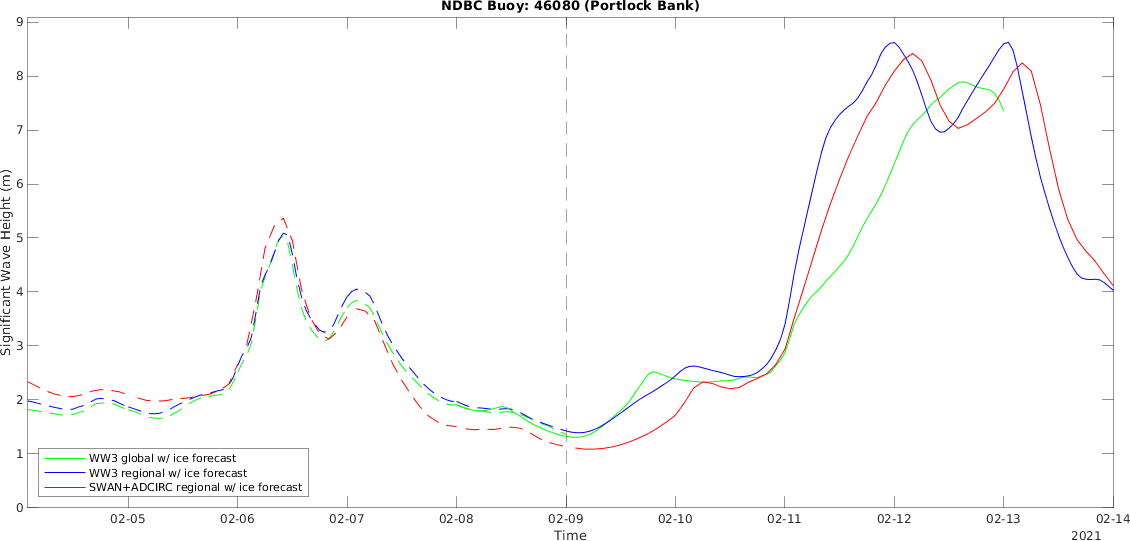 NDBC Buoy: 46080 (Portlock Bank)
9
8
7
6
5
4
3
2
1
0
Significant Wave Height (m)
WW3 global w/ ice forecast
WW3 regional w/ ice forecast
SWAN+ADCIRC regional w/ ice forecast
02-05 02-06 02-07 02-08 02-09 02-10 02-11 02-12 02-13 02-14
Time
2021